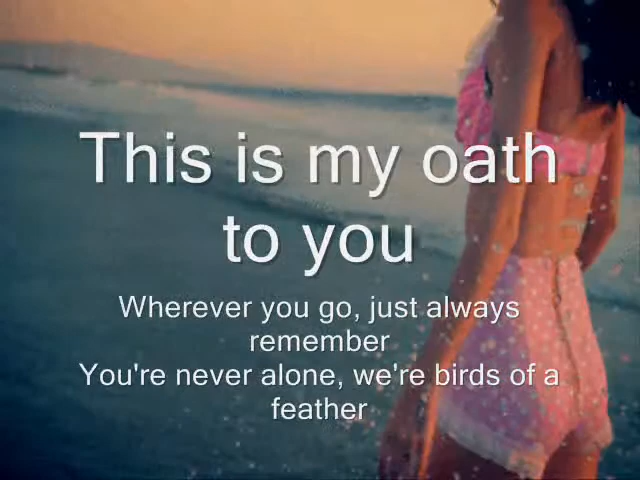 This is my oath
to you
Wherever you go, just always
remember
You're never alone, we're birds of a
feather